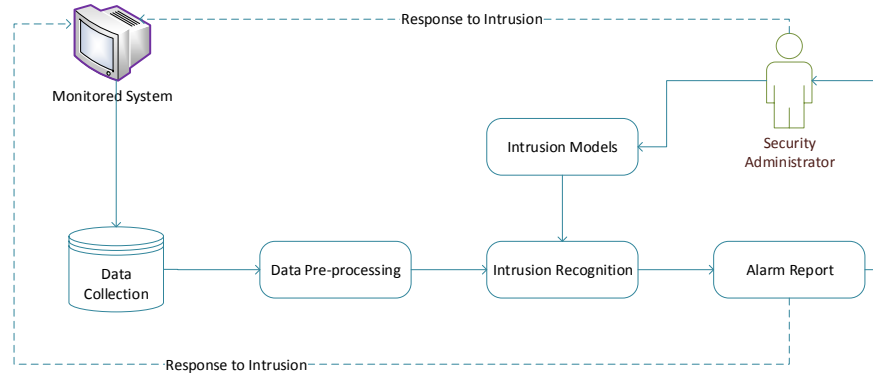 Response to Intrusion
Monitored System
Intrusion Models
Security
Administrator
Data
Collection
Data Pre-processing
Intrusion Recognition
Alarm Report
Response to Intrusion